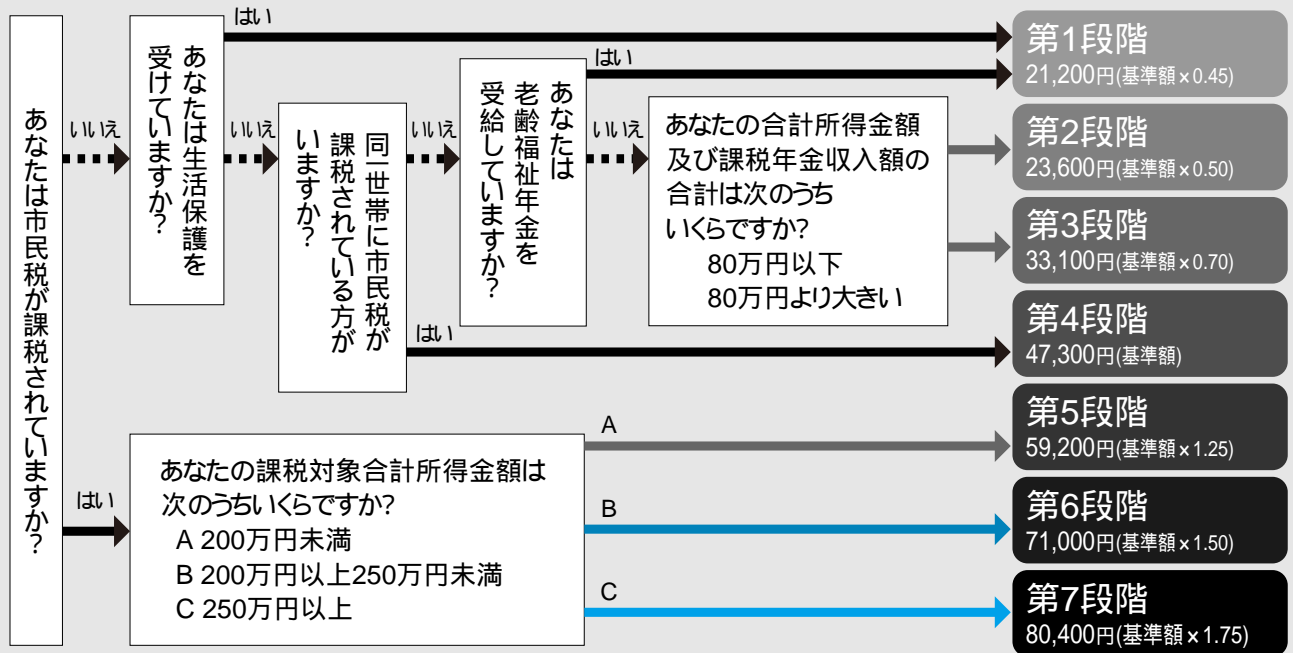 あなたは市民税が課税されていますか?
いいえ
はい
あなたは生活保護を
受けていますか?
はい
いいえ
同一世帯に市民税が
課税されている方が
いますか?
いいえ
はい
あなたは
老齢福祉年金を
受給していますか?
はい
いいえ
あなたの合計所得金額
及び課税年金収入額の
合計は次のうち
いくらですか?
80万円以下
80万円より大きい
あなたの課税対象合計所得金額は
次のうちいくらですか?
A 200万円未満
B 200万円以上250万円未満
C 250万円以上
A
B
C
第1段階
21,200円(基準額×0.45)
第2段階
23,600円(基準額×0.50)
第3段階
33,100円(基準額×0.70)
第4段階
47,300円(基準額)
第5段階
59,200円(基準額×1.25)
第6段階
71,000円(基準額×1.50)
第7段階
80,400円(基準額×1.75)